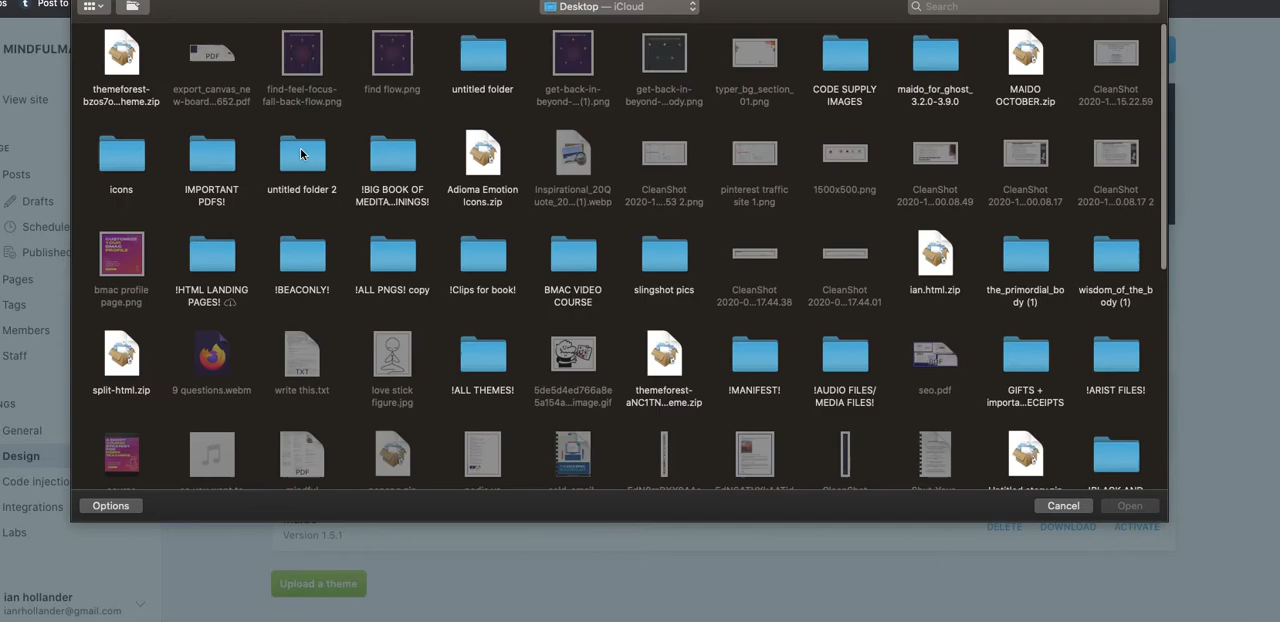 Post to
Desktop — iCloud
Search
MINDFULMA
View site
Posts
Drafts
Schedule
Published
Pages
Tags
Members
Staff
NGS
General
Design
Code injectio
Integrations
Labs
ian hollander
ianrhollander@gmail.com
PDF
themeforest-
bzos7o...heme.zip
export_canvas_ne
w-board...652.pdf
find-feel-focus-
fall-back-flow.png
find flow.png
untitled folder
get-back-in-
beyond-...(1).png
get-back-in-
beyond-...ody.png
typer_bg_section_
01.png
CODE SUPPLY
IMAGES
maido_for_ghost_
3.2.0-3.9.0
MAIDO
OCTOBER.zip
CleanShot
2020-1...15.22.59
icons
IMPORTANT
PDFS!
untitled folder 2
!BIG BOOK OF
MEDITA...NINGS!
Adioma Emotion
Icons.zip
Inspirational_20Q
uote_20...(1).webp
CleanShot
2020-1....53 2.png
pinterest traffic
site 1.png
1500x500.png
CleanShot
2020-1...00.08.49
CleanShot
2020-1...00.08.17
CleanShot
2020-1...0.08.17 2
CUSTOMIZE
YOUR
BMAC
PROFILE
bmac profile
page.png
!HTML LANDING
PAGES!
!BEACONLY!
!ALL PNGS! copy
!Clips for book!
BMAC VIDEO
COURSE
slingshot pics
CleanShot
2020-0...17.44.38
CleanShot
2020-0...17.44.01
ian.html.zip
the_primordial_bo
dy (1)
wisdom_of_the_b
ody (1)
split-html.zip
9 questions.webm
TXT
write this.txt
love stick
figure.jpg
!ALL THEMES!
5de5d4ed766a8e
5a154a...image.gif
themeforest-
aNC1TN...eme.zip
!MANIFEST!
!AUDIO FILES/
MEDIA FILES!
seo.pdf
GIFTS +
importa...ECEIPTS
!ARIST FILES!
PDF
Options
Cancel
Open
Version 1.5.1
DELETE
DOWNLOAD
ACTIVATE
Upload a theme